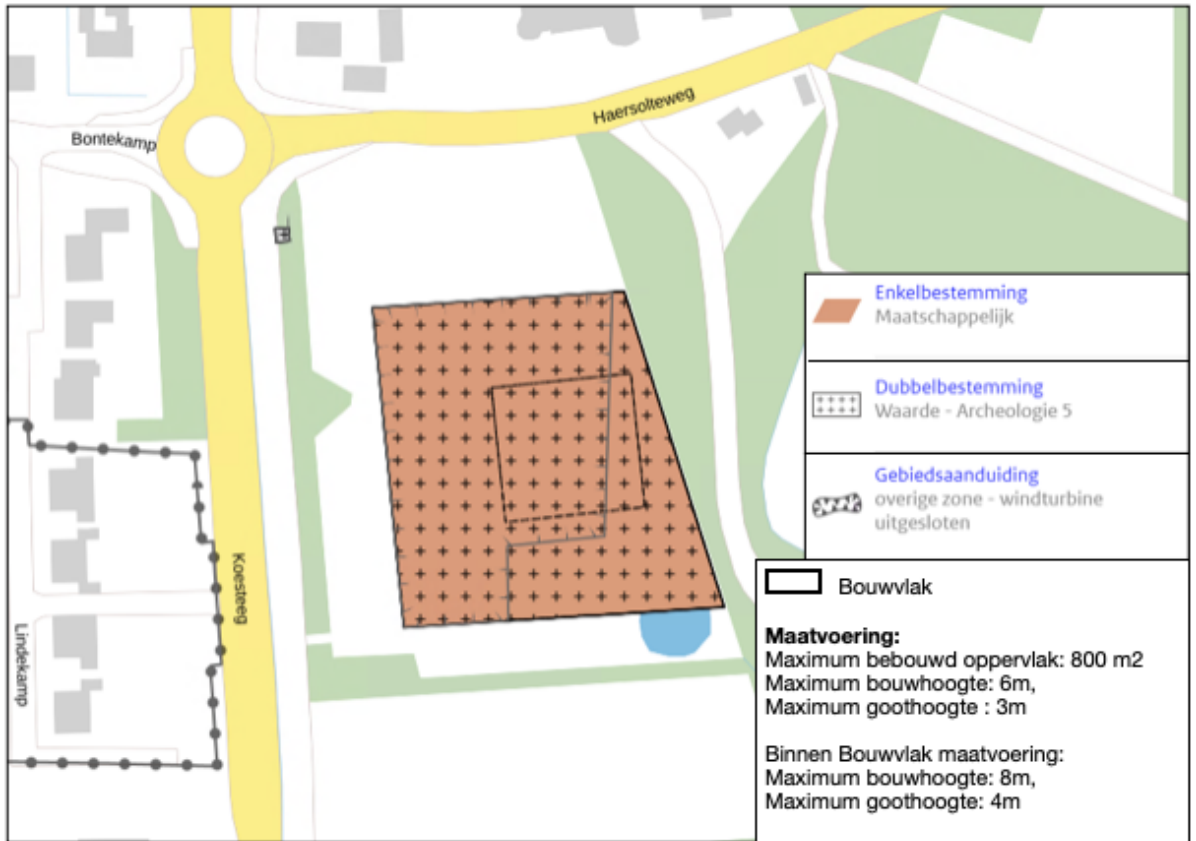 Bontekamp
Haersolteweg
Koesteeg
Lindekamp
Enkelbestemming
Maatschappelijk
Dubbelbestemming
Waarde - Archeologie 5
Gebiedsaanduiding
overige zone - windturbine
uitgesloten
Bouwvlak
Maatvoering:
Maximum bebouwd oppervlak: 800 m2
Maximum bouwhoogte: 6m,
Maximum goothoogte : 3m
Binnen Bouwvlak maatvoering:
Maximum bouwhoogte: 8m,
Maximum goothoogte: 4m